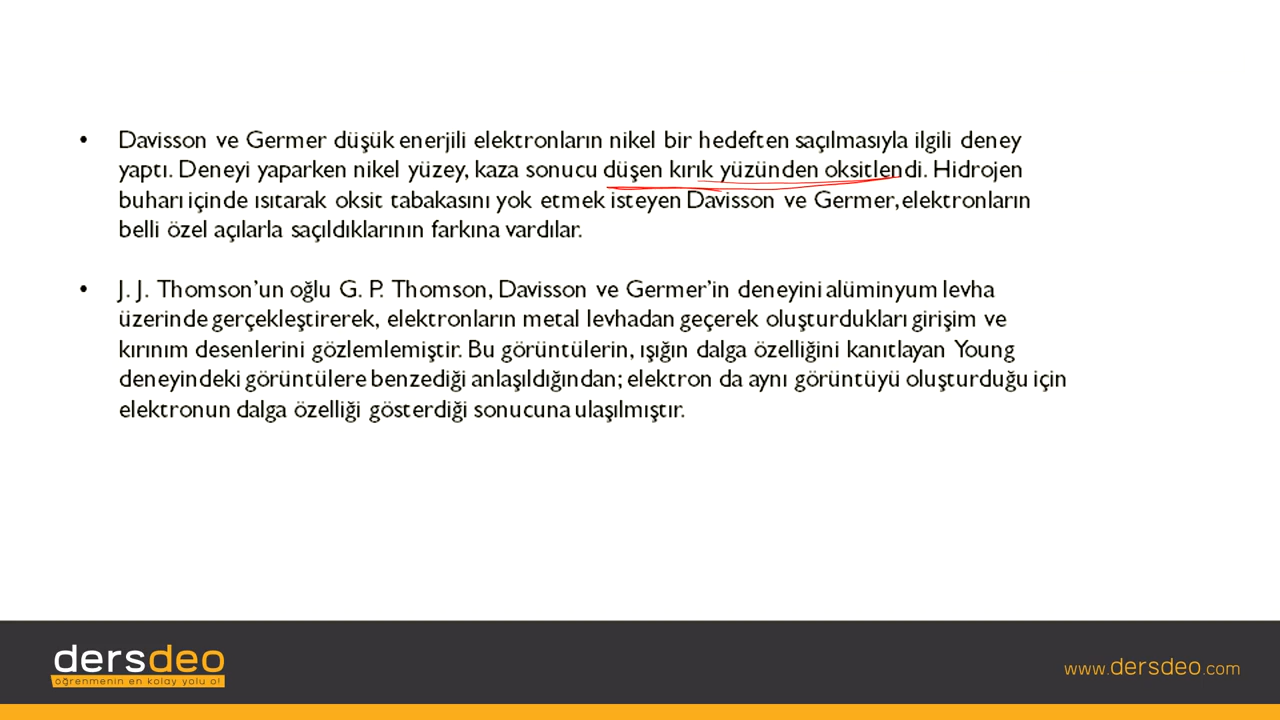 • Davisson ve Germer düşük enerjili elektronların nikel bir hedeften saçılmasıyla ilgili deney
yaptı. Deneyi yaparken nikel yüzey, kaza sonucu düşen kırık yüzünden oksitlendi. Hidrojen
buharı içinde ısıtarak oksit tabakasını yok etmek isteyen Davisson ve Germer, elektronların
belli özel açılarla saçıldıklarının farkına vardılar.
• J. J. Thomson’un oğlu G. P. Thomson, Davisson ve Germer’in deneyini alüminyum levha
üzerinde gerçekleştirerek, elektronların metal levhadan geçerek oluşturdukları girişim ve
kırınım desenlerini gözlemlemiştir. Bu görüntülerin, ışığın dalga özelliğini kanıtlayan Young
deneyindeki görüntülere benzediği anlaşıldığından; elektron da aynı görüntüyü oluşturduğu için
elektronun dalga özelliği gösterdiği sonucuna ulaşılmıştır.
dersdeo
öğrenmenin en kolay yolu o!
www.dersdeo.com